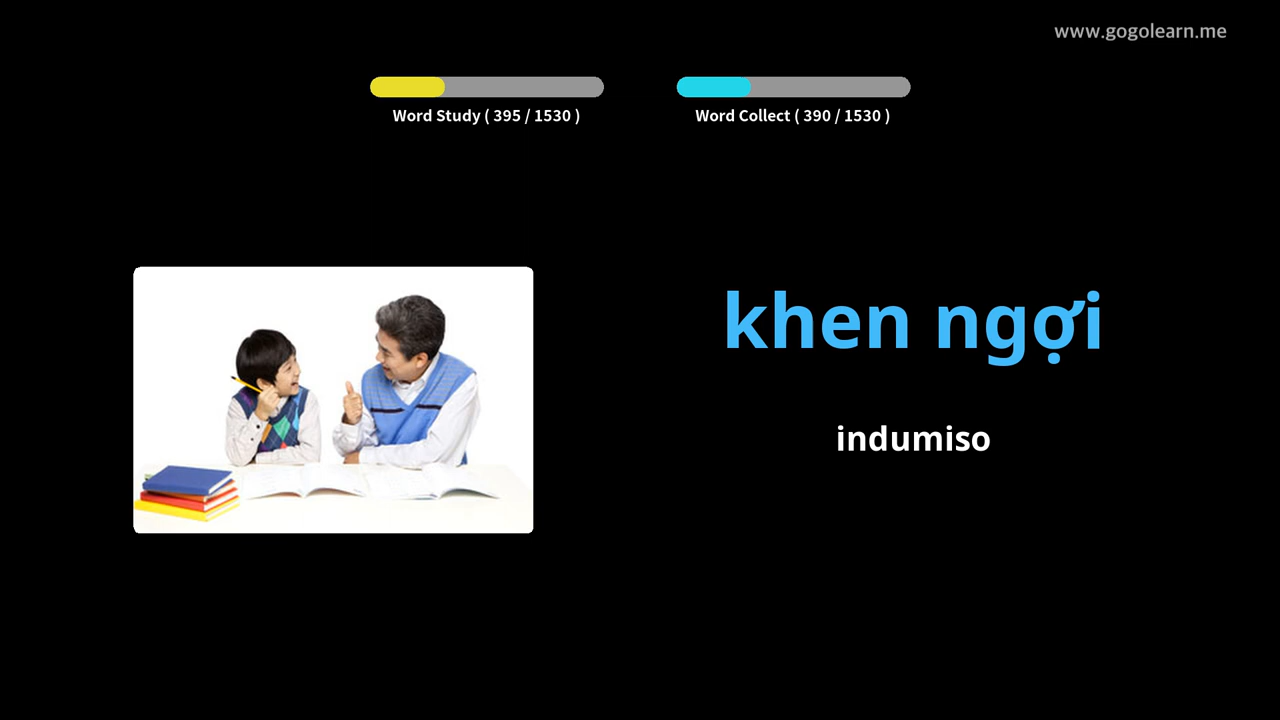 www.gogolearn.me
Word Study ( 395 / 1530 )
Word Collect ( 390 / 1530 )
khen ngợi
indumiso